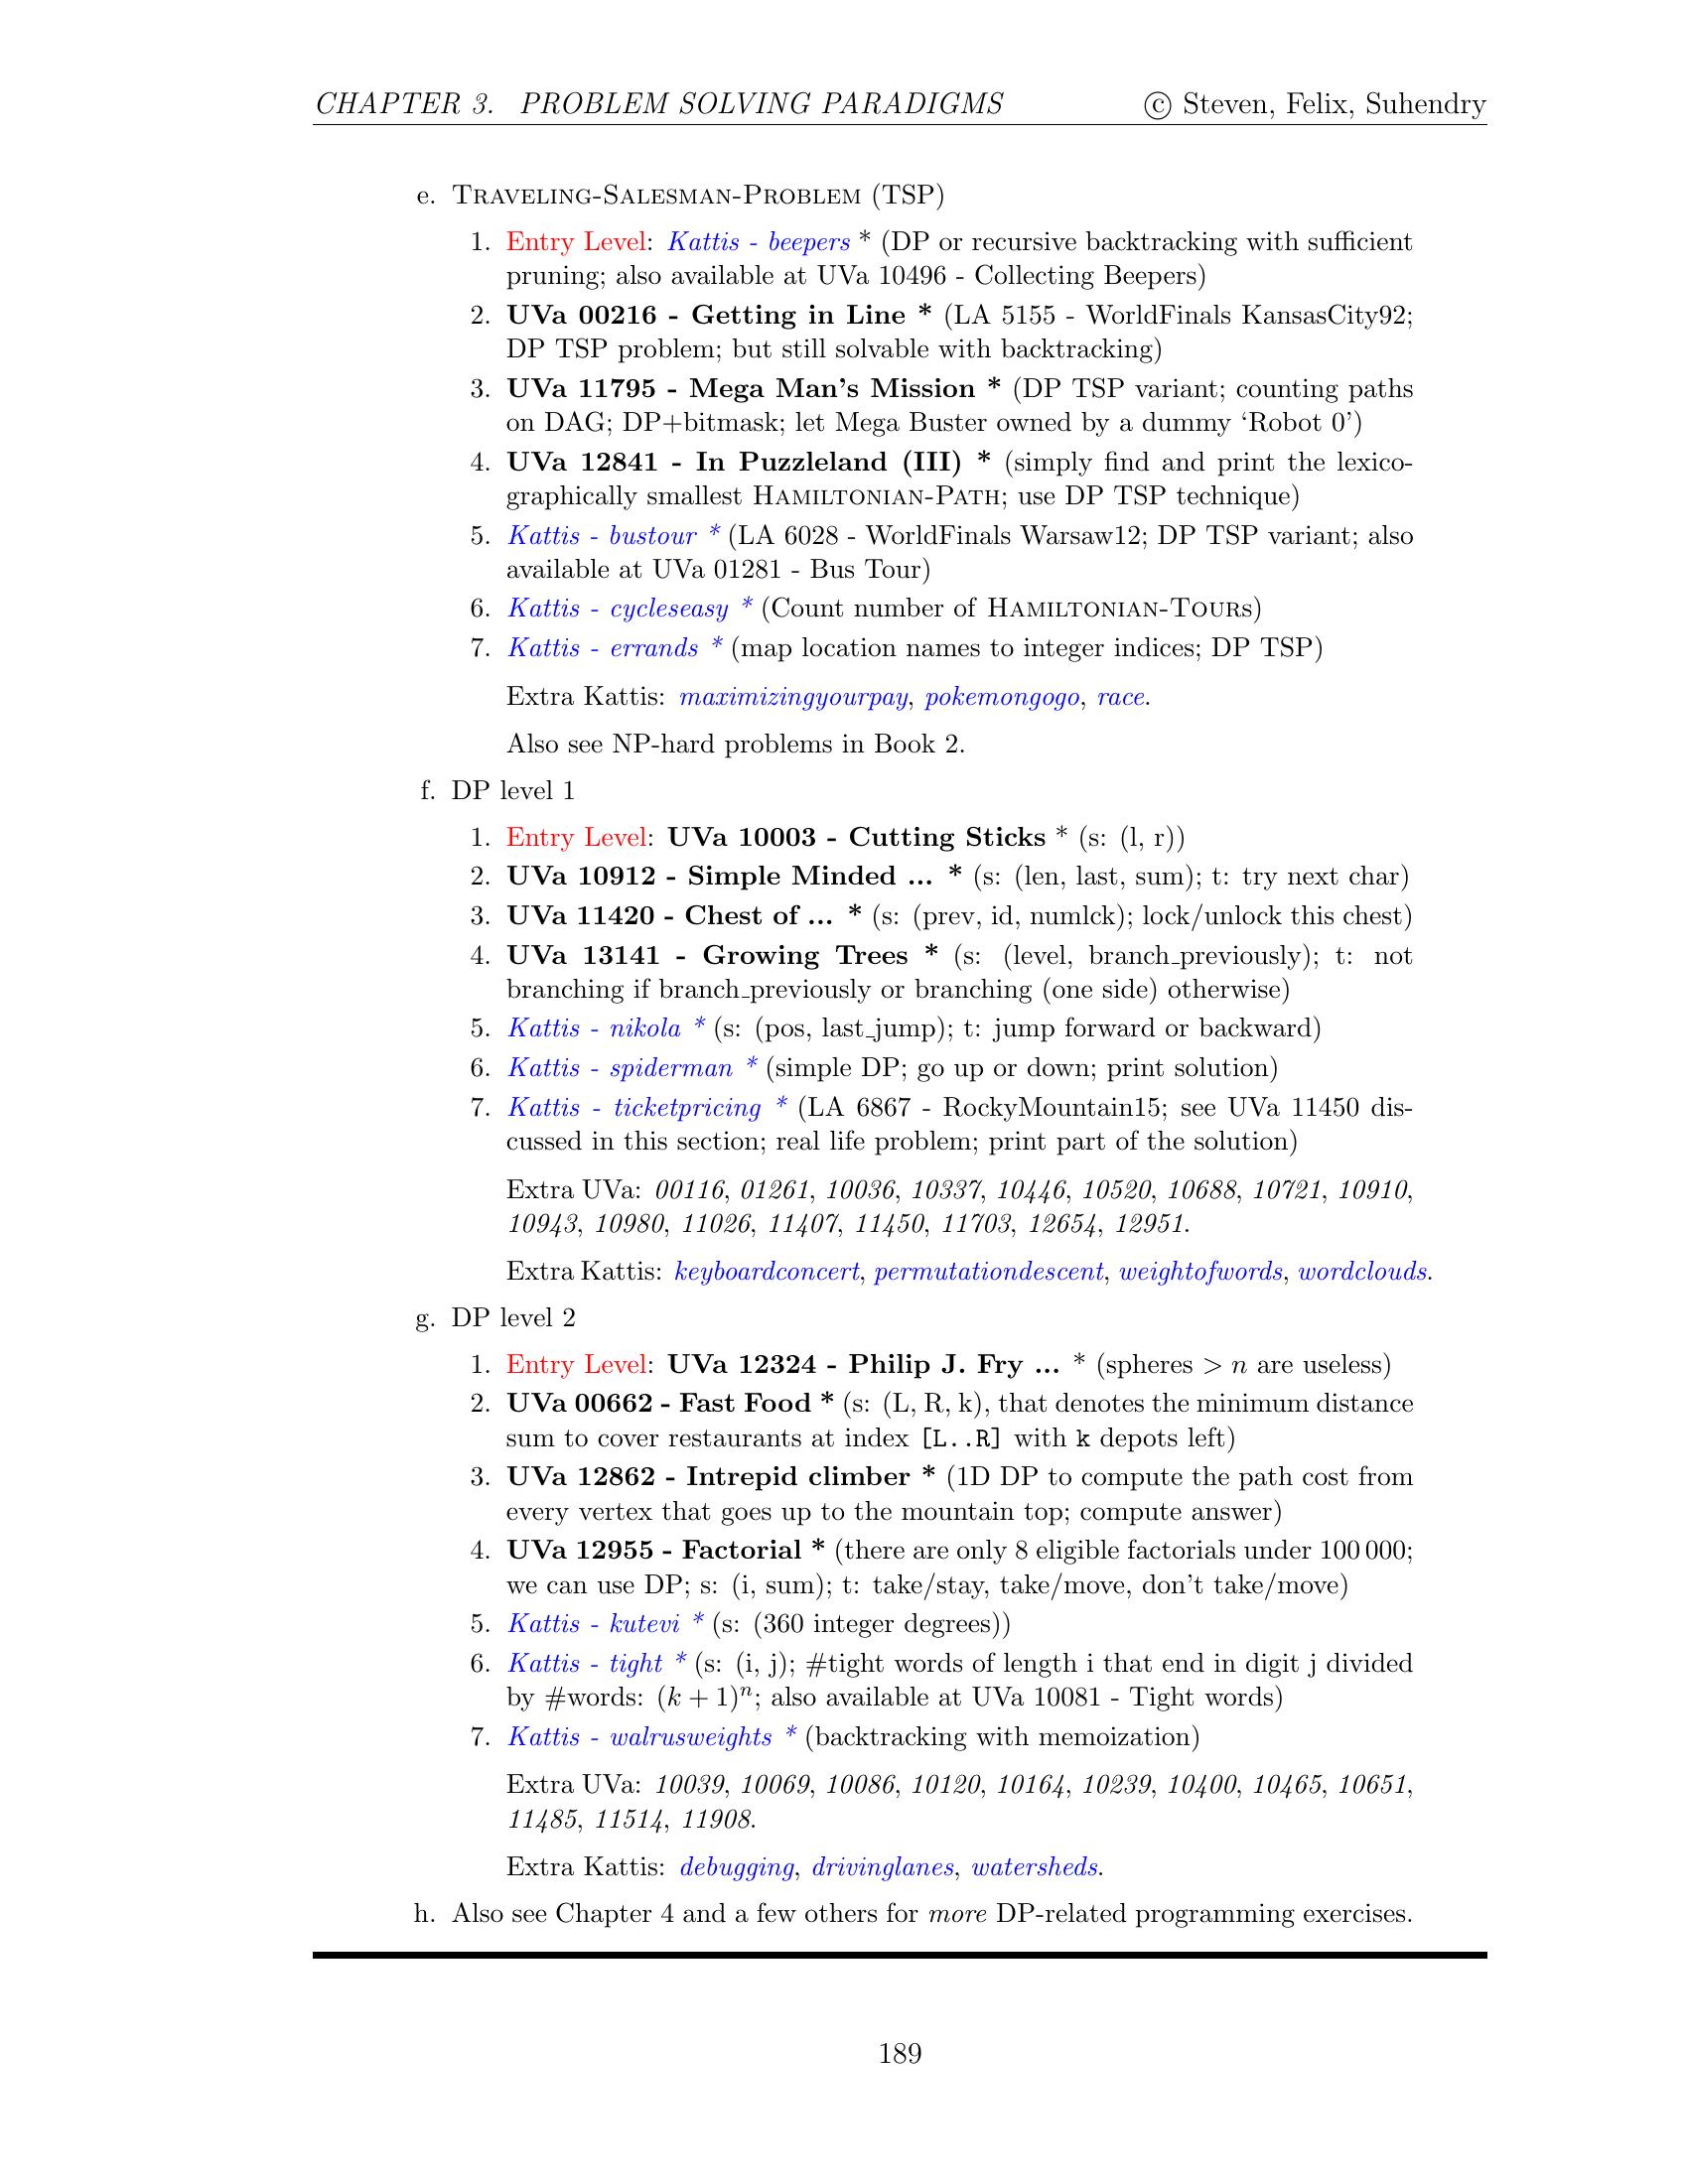 CHAPTER 3. PROBLEM SOLVING PARADIGMS © Steven, Felix, Suhendry
e. Traveling-Salesman-Problem (TSP)
1. Entry Level: Kattis - beepers * (DP or recursive backtracking with sufficient
pruning; also available at UVa 10496 - Collecting Beepers)
2. UVa 00216 - Getting in Line * (LA 5155 - WorldFinals KansasCity92;
DP TSP problem; but still solvable with backtracking)
3. UVa 11795 - Mega Man's Mission * (DP TSP variant; counting paths
on DAG; DP+bitmask; let Mega Buster owned by a dummy ‘Robot 0’)
4. UVa 12841 - In Puzzleland (III) * (simply find and print the lexico-
graphically smallest Hamiltonian-Path; use DP TSP technique)
5. Kattis - bustour * (LA 6028 - WorldFinals Warsaw12; DP TSP variant; also
available at UVa 01281 - Bus Tour)
6. Kattis - cycleseasy * (Count number of Hamiltonian-Tours)
7. Kattis - errands * (map location names to integer indices; DP TSP)
Extra Kattis: maximizingyourpay, pokemongogo, race.
Also see NP-hard problems in Book 2.
f. DP level 1
1. Entry Level: UVa 10003 - Cutting Sticks * (s: (l, r))
2. UVa 10912 - Simple Minded ... * (s: (len, last, sum); t: try next char)
3. UVa 11420 - Chest of ... * (s: (prev, id, numlck); lock/unlock this chest)
4. UVa 13141 - Growing Trees * (s: (level, branch_previously); t: not
branching if branch_previously or branching (one side) otherwise)
5. Kattis - nikola * (s: (pos, last_jump); t: jump forward or backward)
6. Kattis - spiderman * (simple DP; go up or down; print solution)
7. Kattis - ticketpricing * (LA 6867 - RockyMountain15; see UVa 11450 dis-
cussed in this section; real life problem; print part of the solution)
Extra UVa: 00116, 01261, 10036, 10337, 10446, 10520, 10688, 10721, 10910,
10943, 10980, 11026, 11407, 11450, 11703, 12654, 12951.
Extra Kattis: keyboardconcert, permutationdescent, weightofwords, wordclouds.
g. DP level 2
1. Entry Level: UVa 12324 - Philip J. Fry ... * (spheres > n are useless)
2. UVa 00662 - Fast Food * (s: (L, R, k), that denotes the minimum distance
sum to cover restaurants at index [L..R] with k depots left)
3. UVa 12862 - Intrepid climber * (1D DP to compute the path cost from
every vertex that goes up to the mountain top; compute answer)
4. UVa 12955 - Factorial * (there are only 8 eligible factorials under 100 000;
we can use DP; s: (i, sum); t: take/stay, take/move, don't take/move)
5. Kattis - kutevi * (s: (360 integer degrees))
6. Kattis - tight * (s: (i, j); #tight words of length i that end in digit j divided
by #words: (k + 1)^n; also available at UVa 10081 - Tight words)
7. Kattis - walrusweights * (backtracking with memoization)
Extra UVa: 10039, 10069, 10086, 10120, 10164, 10239, 10400, 10465, 10651,
11485, 11514, 11908.
Extra Kattis: debugging, drivinglanes, watersheds.
h. Also see Chapter 4 and a few others for more DP-related programming exercises.
189